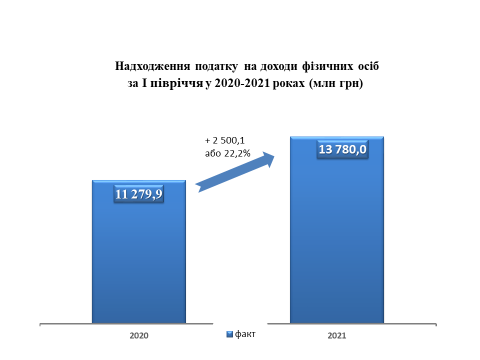 Надходження податку на доходи фізичних осіб
за І півріччя у 2020-2021 роках (млн грн)
+ 2 500,1
або 22,2%
13 780,0
11 279,9
2020
факт
2021